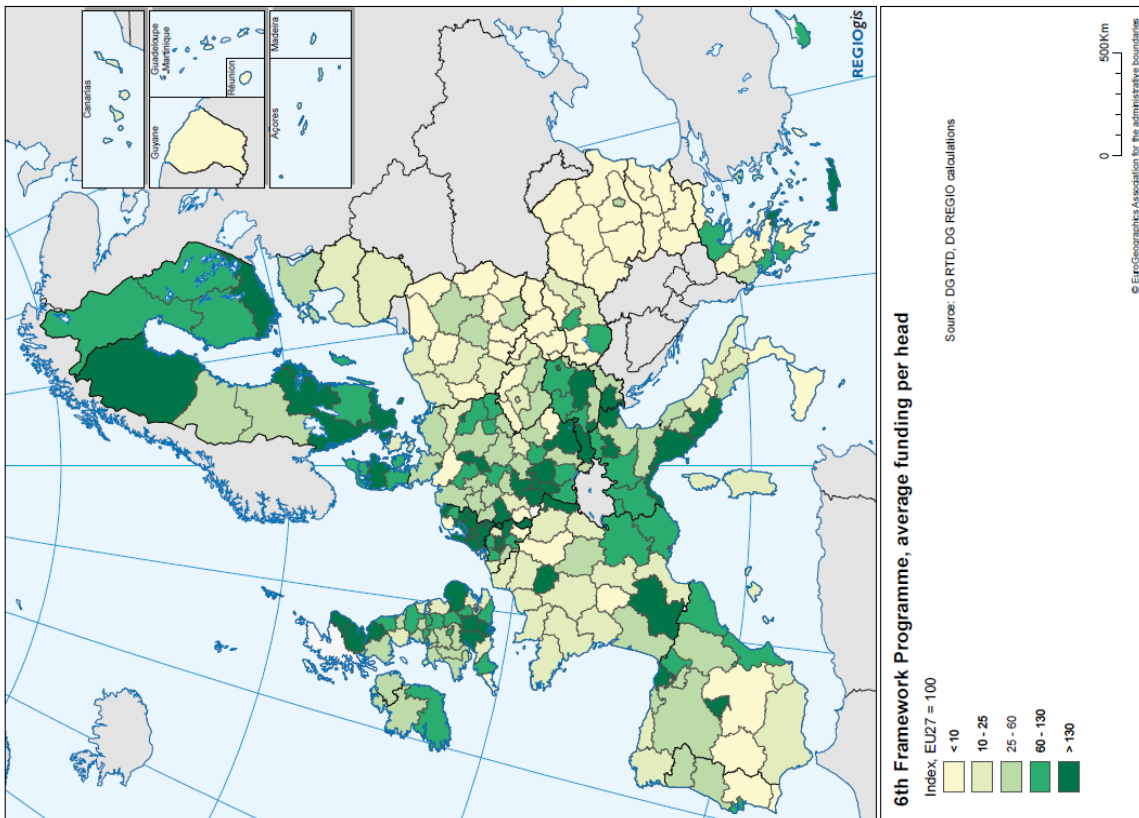 Canarias
Guyane
Guadeloupe
Martinique
Réunion
Açores
Madeira
REGIOgis
6th Framework Programme, average funding per head
Index, EU27 = 100
< 10
10 - 25
25 - 60
60 - 130
> 130
Source: DG RTD, DG REGIO calculations
0 500Km
© EuroGeographics Association for the administrative boundaries